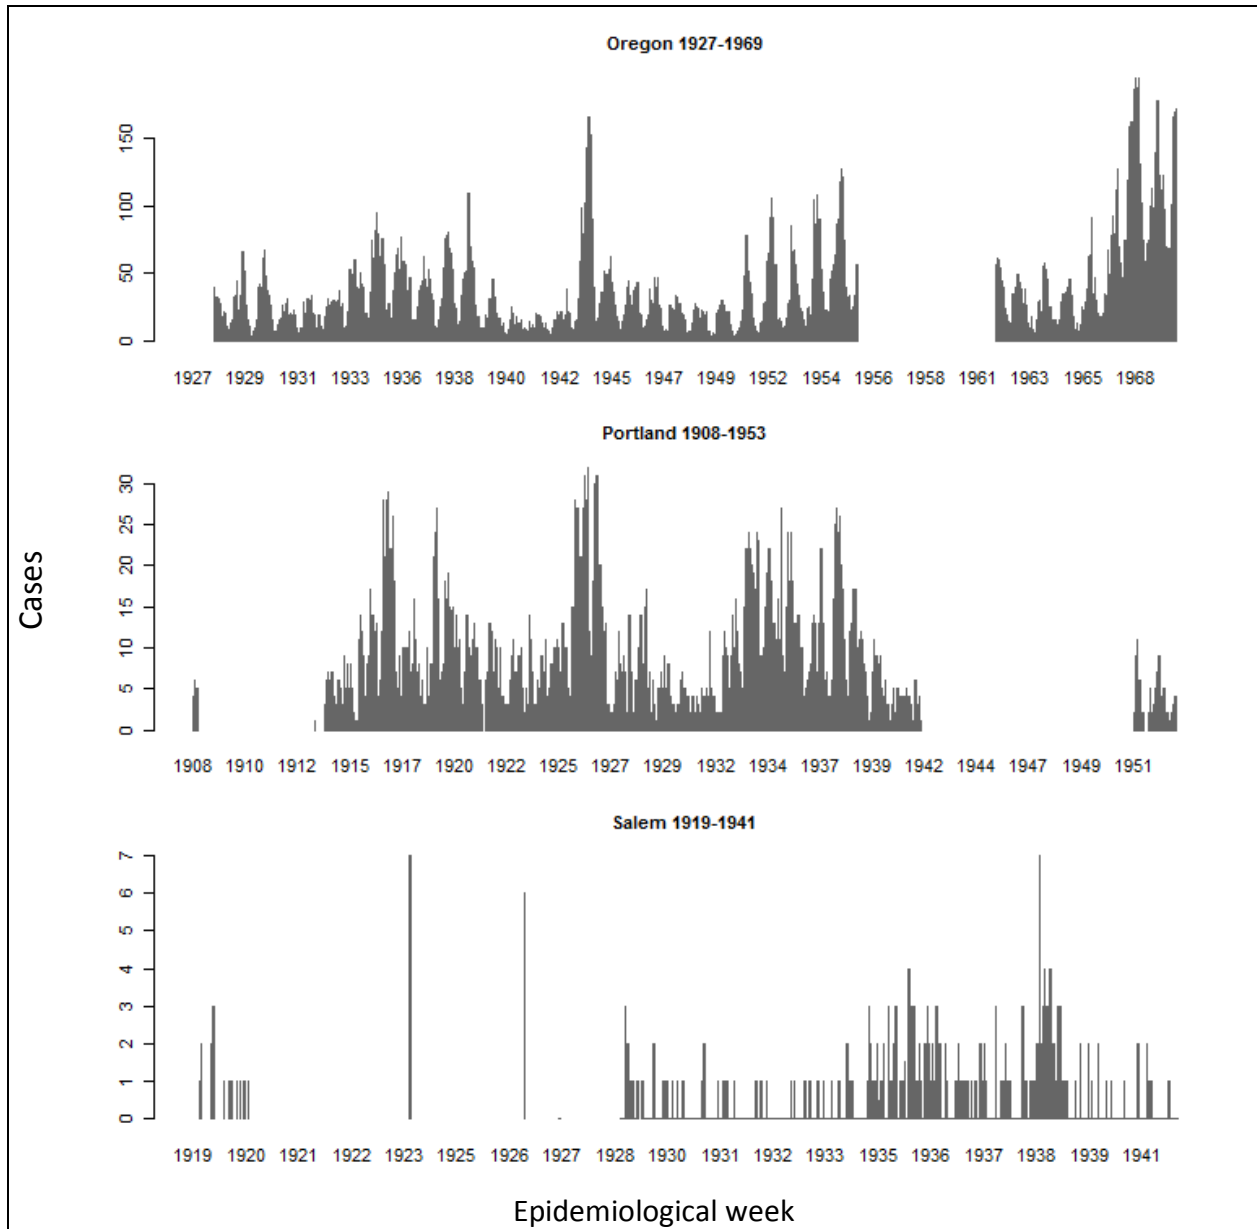 Oregon 1927-1969
150
100
50
0
1927 1929 1931 1933 1936 1938 1940 1942 1945 1947 1949 1952 1954 1956 1958 1961 1963 1965 1968
Portland 1908-1953
30
25
20
15
10
5
0
1908 1910 1912 1915 1917 1920 1922 1925 1927 1929 1932 1934 1937 1939 1942 1944 1947 1949 1951
Cases
Salem 1919-1941
7
6
5
4
3
2
1
0
1919 1920 1921 1922 1923 1925 1926 1927 1928 1930 1931 1932 1933 1935 1936 1937 1938 1939 1941
Epidemiological week